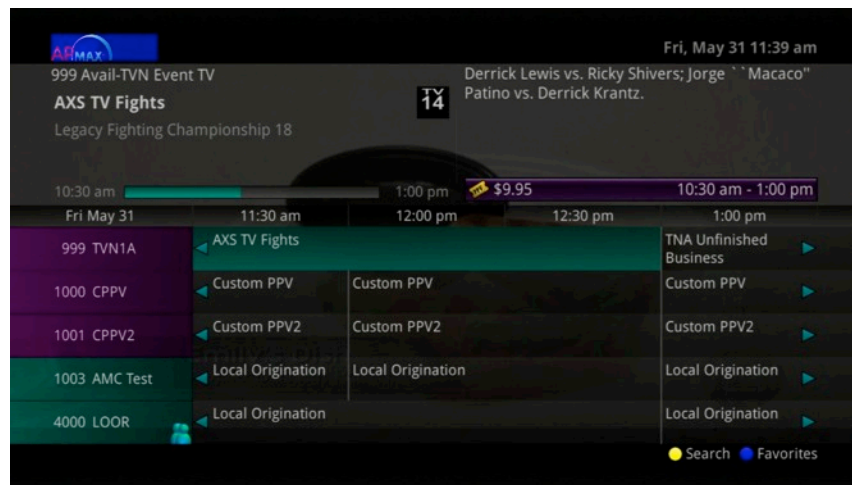 APMAX
Fri, May 31 11:39 am
999 Avail-TVN Event TV
AXS TV Fights
Legacy Fighting Championship 18
TV
14
Derrick Lewis vs. Ricky Shivers; Jorge ``Macaco"
Patino vs. Derrick Krantz.
10:30 am 1:00 pm
$9.95 10:30 am - 1:00 pm
Fri May 31 11:30 am 12:00 pm 12:30 pm 1:00 pm
999 TVN1A AXS TV Fights TNA Unfinished
Business
1000 CPPV Custom PPV Custom PPV Custom PPV
1001 CPPV2 Custom PPV2 Custom PPV2 Custom PPV2
1003 AMC Test Local Origination Local Origination Local Origination
4000 LOOR Local Origination Local Origination
Search Favorites